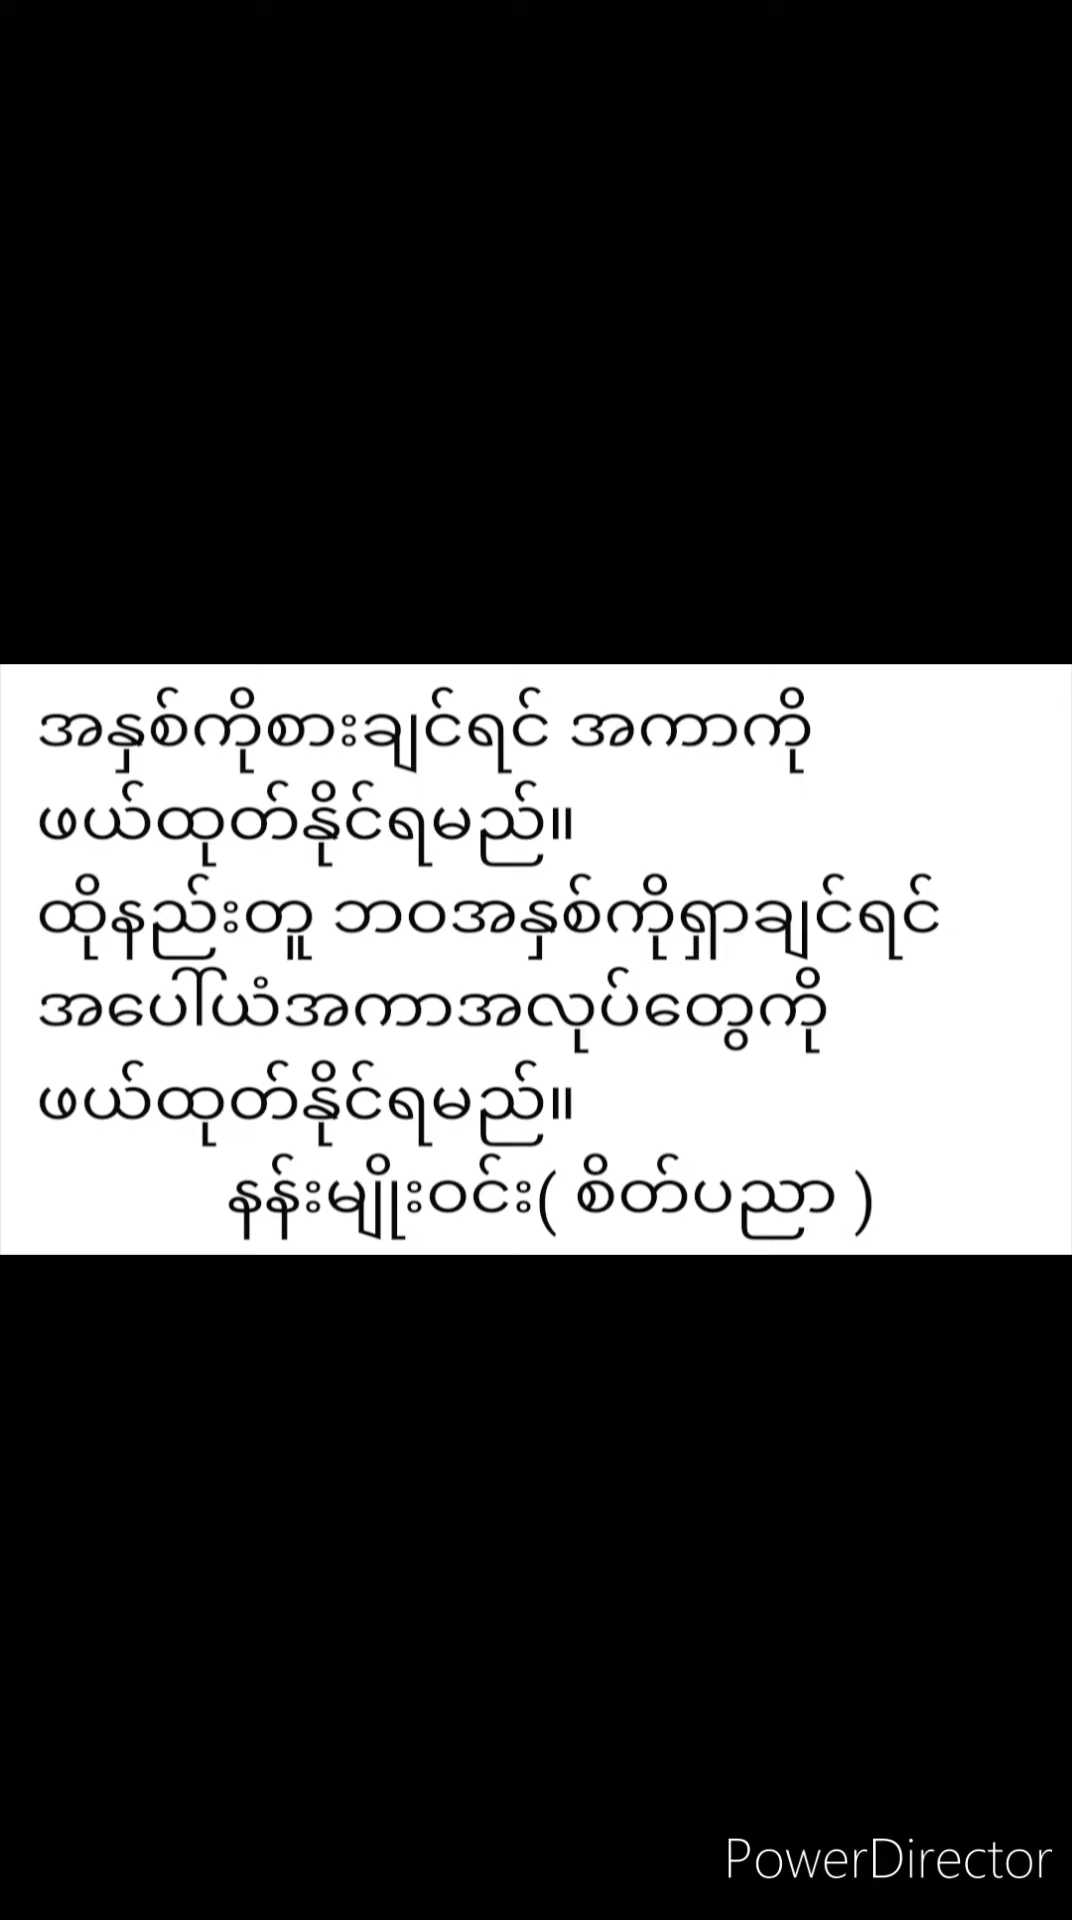 အနှစ်ကိုစားချင်ရင် အကာကို
ဖယ်ထုတ်နိုင်ရမည်။
ထိုနည်းတူ ဘဝအနှစ်ကိုရှာချင်ရင်
အပေါ်ယံအကာအလုပ်တွေကို
ဖယ်ထုတ်နိုင်ရမည်။
နန်းမျိုးဝင်း( စိတ်ပညာ )
PowerDirector